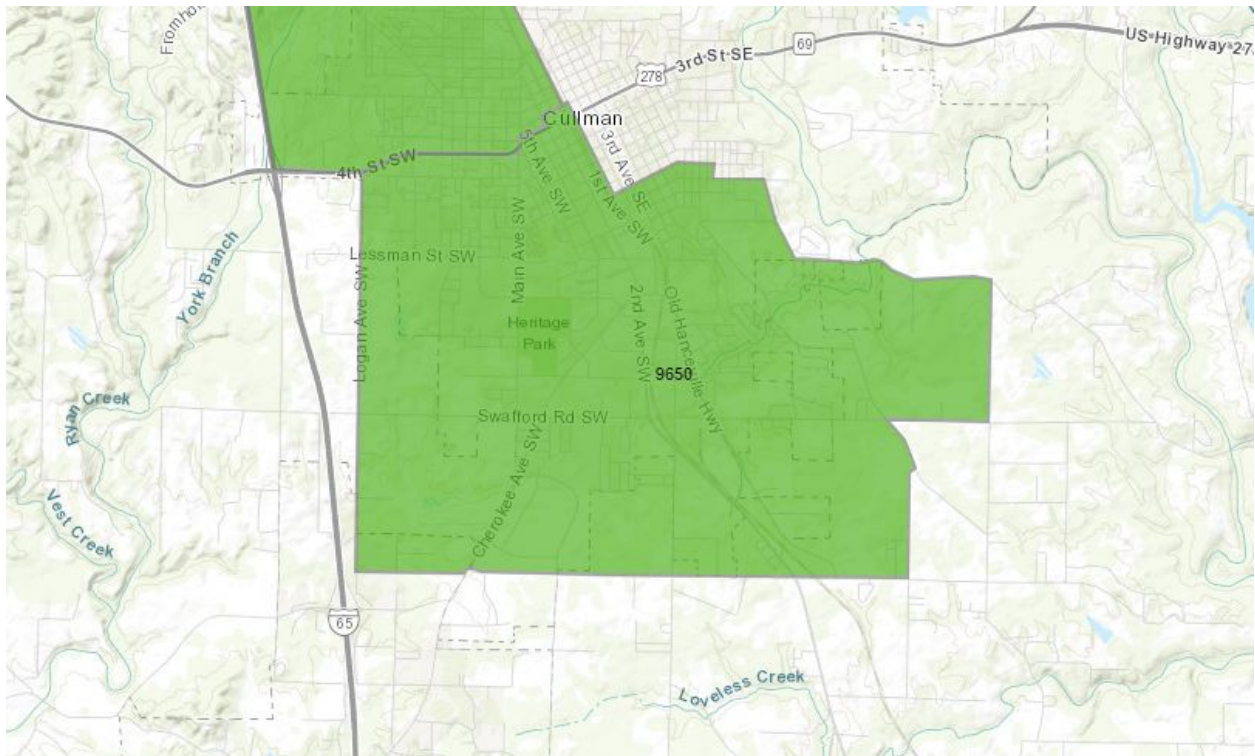 US Highway 27
69
3rd St SE
278
Cullman
5th Ave SW
3rd Ave SE
1st Ave SW
4th St SW
Main Ave SW
Lessman St SW
York Branch
Logan Ave SW
Heritage
Park
2nd Ave SW
Old Hanceville Hwy
9650
Ryan Creek
Swafford Rd SW
Cherokee Ave SW
Vest Creek
65
Loveless Creek